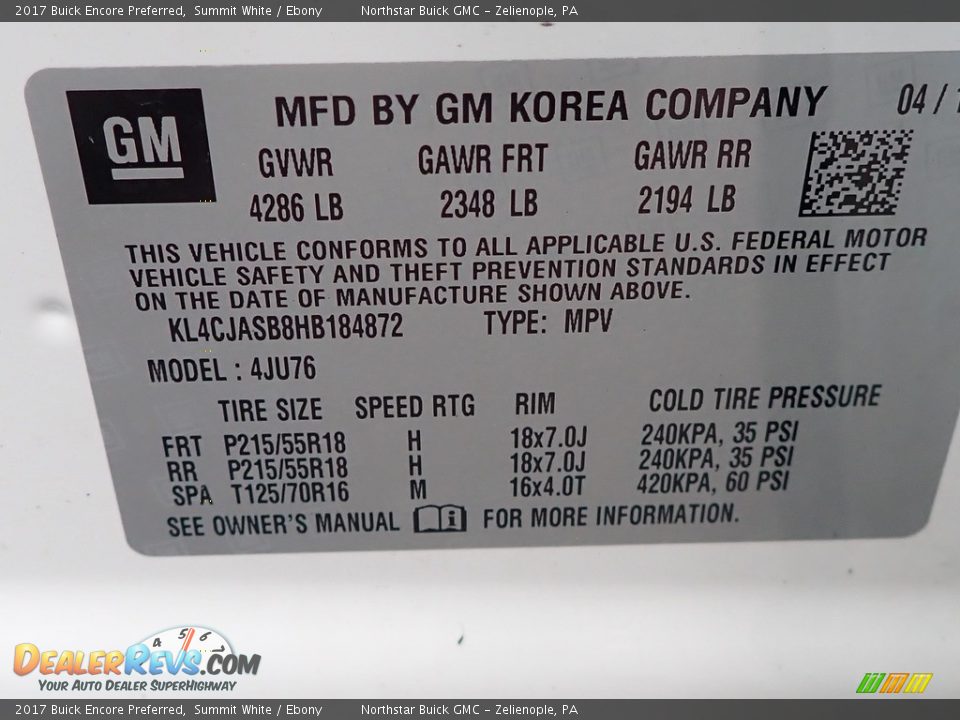 2017 Buick Encore Preferred, Summit White / Ebony Northstar Buick GMC - Zelienople, PA
GM
MFD BY GM KOREA COMPANY 04 / 1
GVWR GAWR FRT GAWR RR
4286 LB 2348 LB 2194 LB
THIS VEHICLE CONFORMS TO ALL APPLICABLE U.S. FEDERAL MOTOR
VEHICLE SAFETY AND THEFT PREVENTION STANDARDS IN EFFECT
ON THE DATE OF MANUFACTURE SHOWN ABOVE.
KL4CJASB8HB184872 TYPE: MPV
MODEL : 4JU76
TIRE SIZE SPEED RTG RIM COLD TIRE PRESSURE
FRT P215/55R18 H 18x7.0J 240KPA, 35 PSI
RR P215/55R18 H 18x7.0J 240KPA, 35 PSI
SPA T125/70R16 M 16x4.0T 420KPA, 60 PSI
SEE OWNER'S MANUAL i FOR MORE INFORMATION.
4 5 6
DEALERREVS.COM
YOUR AUTO DEALER SUPERHIGHWAY
2017 Buick Encore Preferred, Summit White / Ebony Northstar Buick GMC - Zelienople, PA